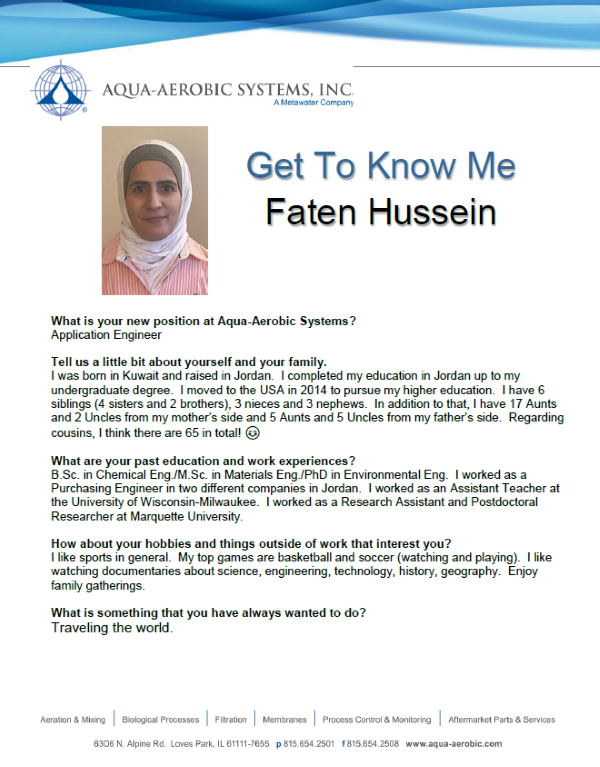 AQUA-AEROBIC SYSTEMS, INC.
A Metawater Company
®
Get To Know Me
Faten Hussein
What is your new position at Aqua-Aerobic Systems?
Application Engineer
Tell us a little bit about yourself and your family.
I was born in Kuwait and raised in Jordan.  I completed my education in Jordan up to my
undergraduate degree.  I moved to the USA in 2014 to pursue my higher education.  I have 6
siblings (4 sisters and 2 brothers), 3 nieces and 3 nephews.  In addition to that, I have 17 Aunts
and 2 Uncles from my mother's side and 5 Aunts and 5 Uncles from my father's side.  Regarding
cousins, I think there are 65 in total! 😀
What are your past education and work experiences?
B.Sc. in Chemical Eng./M.Sc. in Materials Eng./PhD in Environmental Eng.  I worked as a
Purchasing Engineer in two different companies in Jordan.  I worked as an Assistant Teacher at
the University of Wisconsin-Milwaukee.  I worked as a Research Assistant and Postdoctoral
Researcher at Marquette University.
How about your hobbies and things outside of work that interest you?
I like sports in general.  My top games are basketball and soccer (watching and playing).  I like
watching documentaries about science, engineering, technology, history, geography.  Enjoy
family gatherings.
What is something that you have always wanted to do?
Traveling the world.
Aeration & Mixing | Biological Processes | Filtration | Membranes | Process Control & Monitoring | Aftermarket Parts & Services
6306 N. Alpine Rd.  Loves Park, IL 61111-7655  p 815.654.2501  f 815.654.2508  www.aqua-aerobic.com